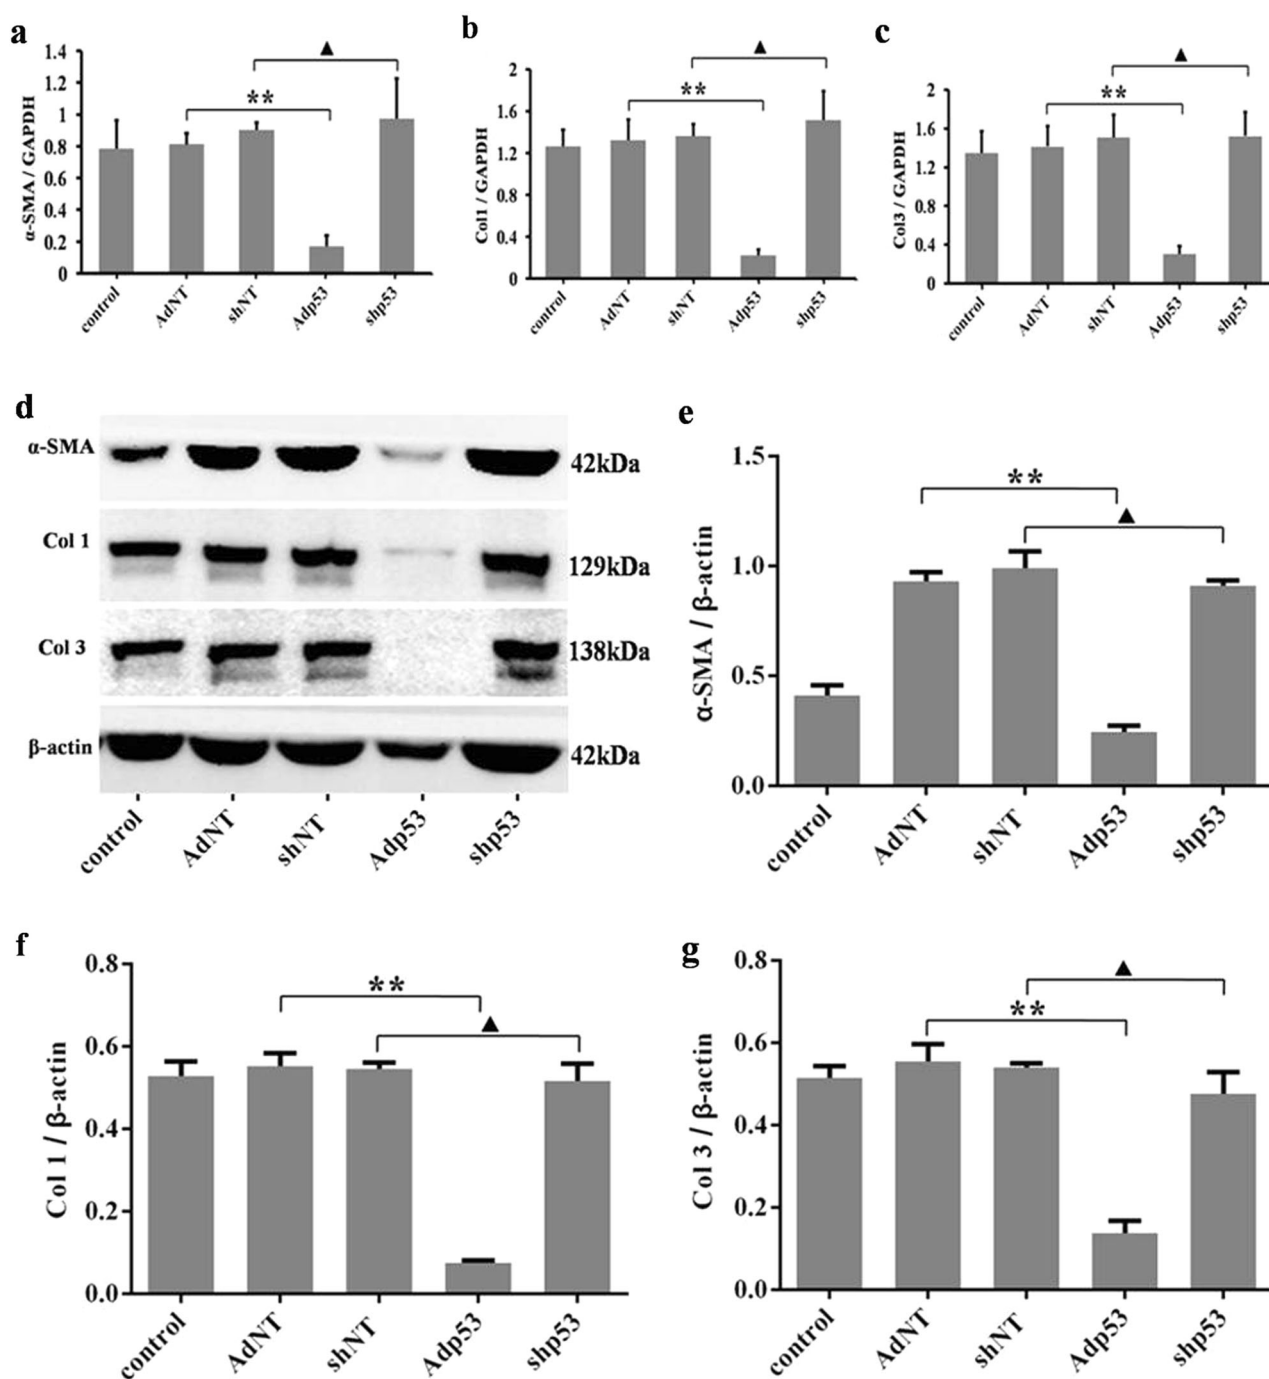 a
α-SMA / GAPDH
1.4
1.2
1
0.8
0.6
0.4
0.2
0
**
▲
control
AdNT
shNT
Adp53
shp53
b
Col1 / GAPDH
2
1.6
1.2
0.8
0.4
0
**
▲
control
AdNT
shNT
Adp53
shp53
c
Col3 / GAPDH
2
1.6
1.2
0.8
0.4
0
**
▲
control
AdNT
shNT
Adp53
shp53
d
α-SMA 42kDa
Col 1 129kDa
Col 3 138kDa
β-actin 42kDa
control
AdNT
shNT
Adp53
shp53
e
α-SMA / β-actin
1.5
1.0
0.5
0.0
**
▲
control
AdNT
shNT
Adp53
shp53
f
Col 1 / β-actin
0.8
0.6
0.4
0.2
0.0
**
▲
control
AdNT
shNT
Adp53
shp53
g
Col 3 / β-actin
0.8
0.6
0.4
0.2
0.0
**
▲
control
AdNT
shNT
Adp53
shp53